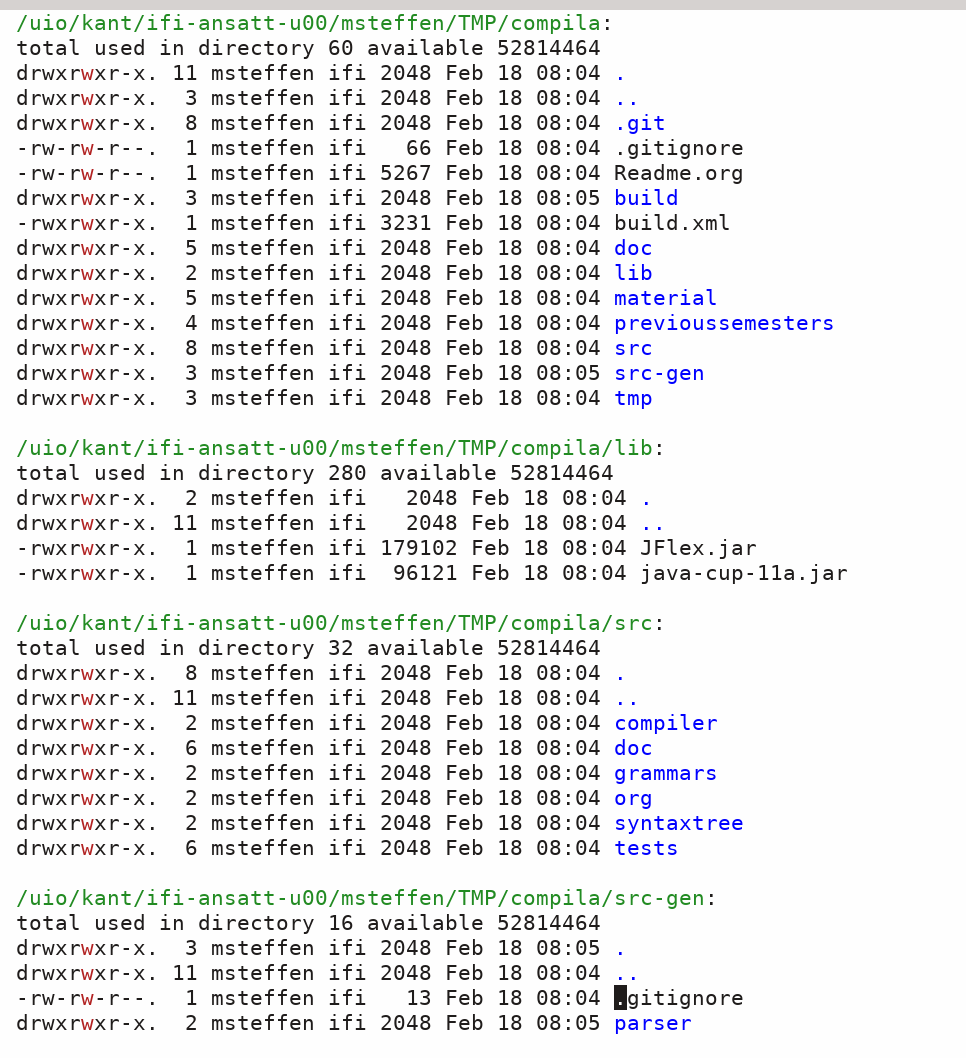 /uio/kant/ifi-ansatt-u00/msteffen/TMP/compila:
total used in directory 60 available 52814464
drwxrwxr-x. 11 msteffen ifi 2048 Feb 18 08:04 .
drwxrwxr-x.  3 msteffen ifi 2048 Feb 18 08:04 ..
drwxrwxr-x.  8 msteffen ifi 2048 Feb 18 08:04 .git
-rw-rw-r--.  1 msteffen ifi   66 Feb 18 08:04 .gitignore
-rw-rw-r--.  1 msteffen ifi 5267 Feb 18 08:04 Readme.org
drwxrwxr-x.  3 msteffen ifi 2048 Feb 18 08:05 build
-rwxrwxr-x.  1 msteffen ifi 3231 Feb 18 08:04 build.xml
drwxrwxr-x.  5 msteffen ifi 2048 Feb 18 08:04 doc
drwxrwxr-x.  2 msteffen ifi 2048 Feb 18 08:04 lib
drwxrwxr-x.  5 msteffen ifi 2048 Feb 18 08:04 material
drwxrwxr-x.  4 msteffen ifi 2048 Feb 18 08:04 previoussemesters
drwxrwxr-x.  8 msteffen ifi 2048 Feb 18 08:04 src
drwxrwxr-x.  3 msteffen ifi 2048 Feb 18 08:05 src-gen
drwxrwxr-x.  3 msteffen ifi 2048 Feb 18 08:04 tmp

/uio/kant/ifi-ansatt-u00/msteffen/TMP/compila/lib:
total used in directory 280 available 52814464
drwxrwxr-x.  2 msteffen ifi   2048 Feb 18 08:04 .
drwxrwxr-x. 11 msteffen ifi   2048 Feb 18 08:04 ..
-rwxrwxr-x.  1 msteffen ifi 179102 Feb 18 08:04 JFlex.jar
-rwxrwxr-x.  1 msteffen ifi  96121 Feb 18 08:04 java-cup-11a.jar

/uio/kant/ifi-ansatt-u00/msteffen/TMP/compila/src:
total used in directory 32 available 52814464
drwxrwxr-x.  8 msteffen ifi 2048 Feb 18 08:04 .
drwxrwxr-x. 11 msteffen ifi 2048 Feb 18 08:04 ..
drwxrwxr-x.  2 msteffen ifi 2048 Feb 18 08:04 compiler
drwxrwxr-x.  6 msteffen ifi 2048 Feb 18 08:04 doc
drwxrwxr-x.  2 msteffen ifi 2048 Feb 18 08:04 grammars
drwxrwxr-x.  2 msteffen ifi 2048 Feb 18 08:04 org
drwxrwxr-x.  2 msteffen ifi 2048 Feb 18 08:04 syntaxtree
drwxrwxr-x.  6 msteffen ifi 2048 Feb 18 08:04 tests

/uio/kant/ifi-ansatt-u00/msteffen/TMP/compila/src-gen:
total used in directory 16 available 52814464
drwxrwxr-x.  3 msteffen ifi 2048 Feb 18 08:05 .
drwxrwxr-x. 11 msteffen ifi 2048 Feb 18 08:04 ..
-rw-rw-r--.  1 msteffen ifi   13 Feb 18 08:04 .gitignore
drwxrwxr-x.  2 msteffen ifi 2048 Feb 18 08:05 parser